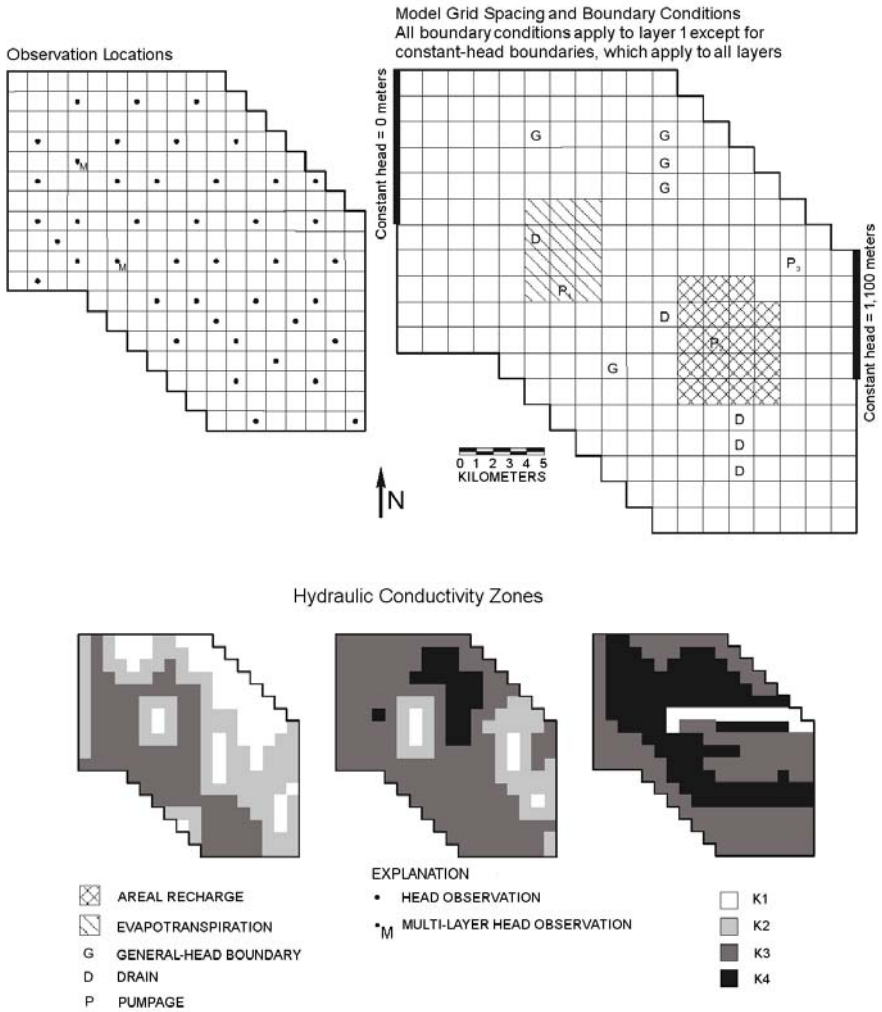 Model Grid Spacing and Boundary Conditions
All boundary conditions apply to layer 1 except for
constant-head boundaries, which apply to all layers
Observation Locations
M
M
Constant head = 0 meters
G
G
G
G
D
P₃
P₁
D
P₂
G
D
D
D
Constant head = 1,100 meters
0 1 2 3 4 5
KILOMETERS
N
Hydraulic Conductivity Zones
AREAL RECHARGE
EVAPOTRANSPIRATION
G GENERAL-HEAD BOUNDARY
D DRAIN
P PUMPAGE
EXPLANATION
HEAD OBSERVATION
M MULTI-LAYER HEAD OBSERVATION
K1
K2
K3
K4